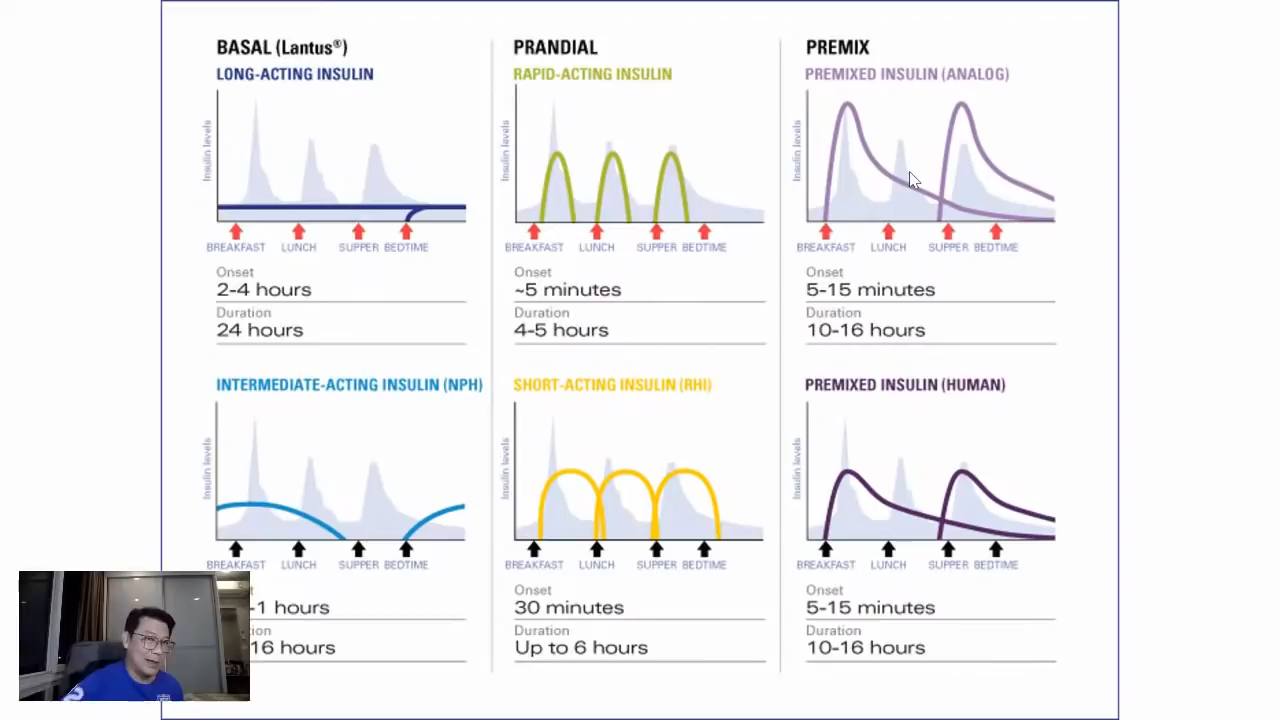 BASAL (Lantus®)
LONG-ACTING INSULIN
Insulin levels
BREAKFAST LUNCH SUPPER BEDTIME
Onset
2-4 hours
Duration
24 hours
INTERMEDIATE-ACTING INSULIN (NPH)
Insulin levels
BREAKFAST LUNCH SUPPER BEDTIME
-1 hours
16 hours
PRANDIAL
RAPID-ACTING INSULIN
Insulin levels
BREAKFAST LUNCH SUPPER BEDTIME
Onset
~5 minutes
Duration
4-5 hours
SHORT-ACTING INSULIN (RHI)
Insulin levels
BREAKFAST LUNCH SUPPER BEDTIME
Onset
30 minutes
Duration
Up to 6 hours
PREMIX
PREMIXED INSULIN (ANALOG)
Insulin levels
BREAKFAST LUNCH SUPPER BEDTIME
Onset
5-15 minutes
Duration
10-16 hours
PREMIXED INSULIN (HUMAN)
Insulin levels
BREAKFAST LUNCH SUPPER BEDTIME
Onset
5-15 minutes
Duration
10-16 hours